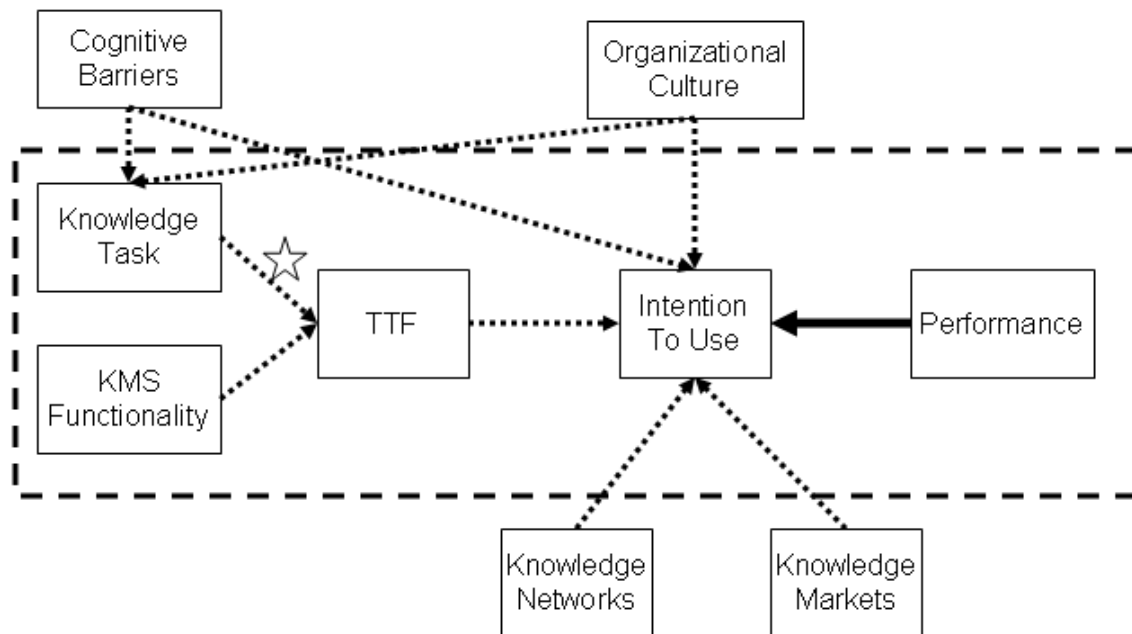 Cognitive
Barriers
Organizational
Culture
Knowledge
Task
TTF
Intention
To Use
Performance
KMS
Functionality
Knowledge
Networks
Knowledge
Markets